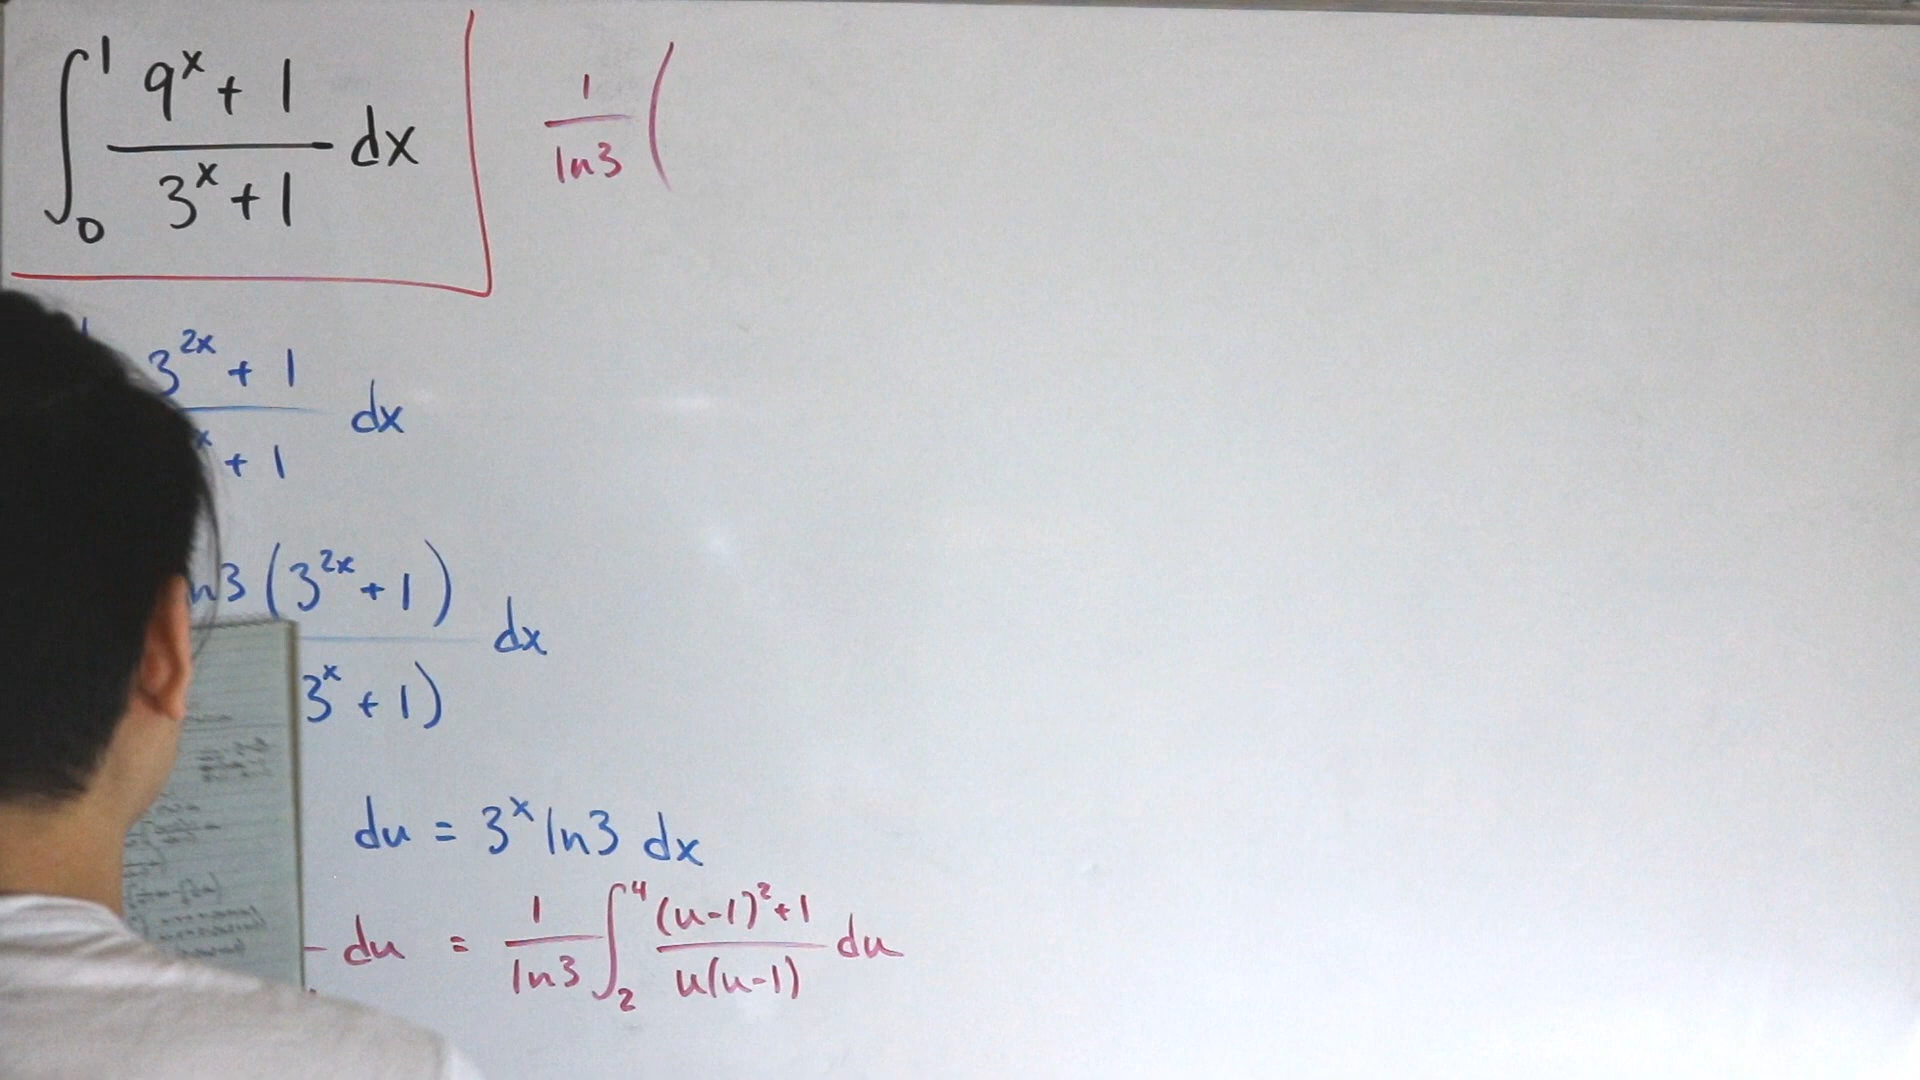 ∫₀¹ (9^x + 1)/(3^x + 1) dx
1/ln3 (
3^2x + 1 dx
x + 1
n3 (3^2x + 1) dx
3^x + 1)
du = 3^x ln3 dx
du = 1/ln3 ∫₂⁴ ((u-1)² + 1)/(u(u-1)) du